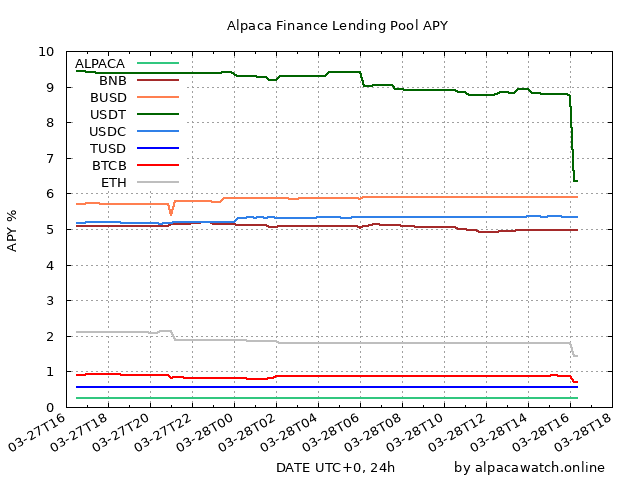 Alpaca Finance Lending Pool APY
10
9
8
7
6
5
4
3
2
1
0
APY %
ALPACA
BNB
BUSD
USDT
USDC
TUSD
BTCB
ETH
03-27T16
03-27T18
03-27T20
03-27T22
03-28T00
03-28T02
03-28T04
03-28T06
03-28T08
03-28T10
03-28T12
03-28T14
03-28T16
03-28T18
DATE UTC+0, 24h
by alpacawatch.online